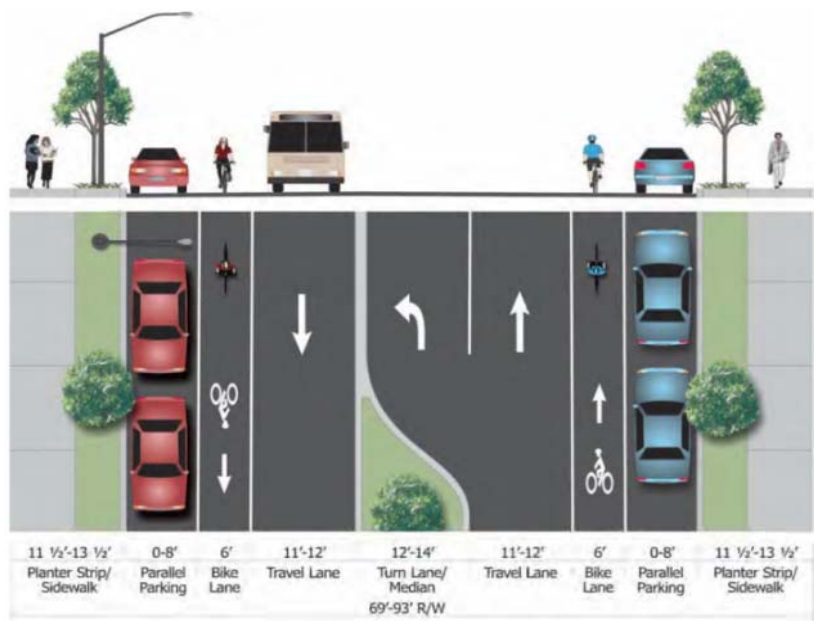 11 ½'-13 ½' 0-8' 6' 11'-12' 12'-14' 11'-12' 6' 0-8' 11 ½'-13 ½'
Planter Strip/ Parallel Bike Travel Lane Turn Lane/ Travel Lane Bike Parallel Planter Strip/
Sidewalk Parking Lane Median Lane Parking Sidewalk
69'-93' R/W